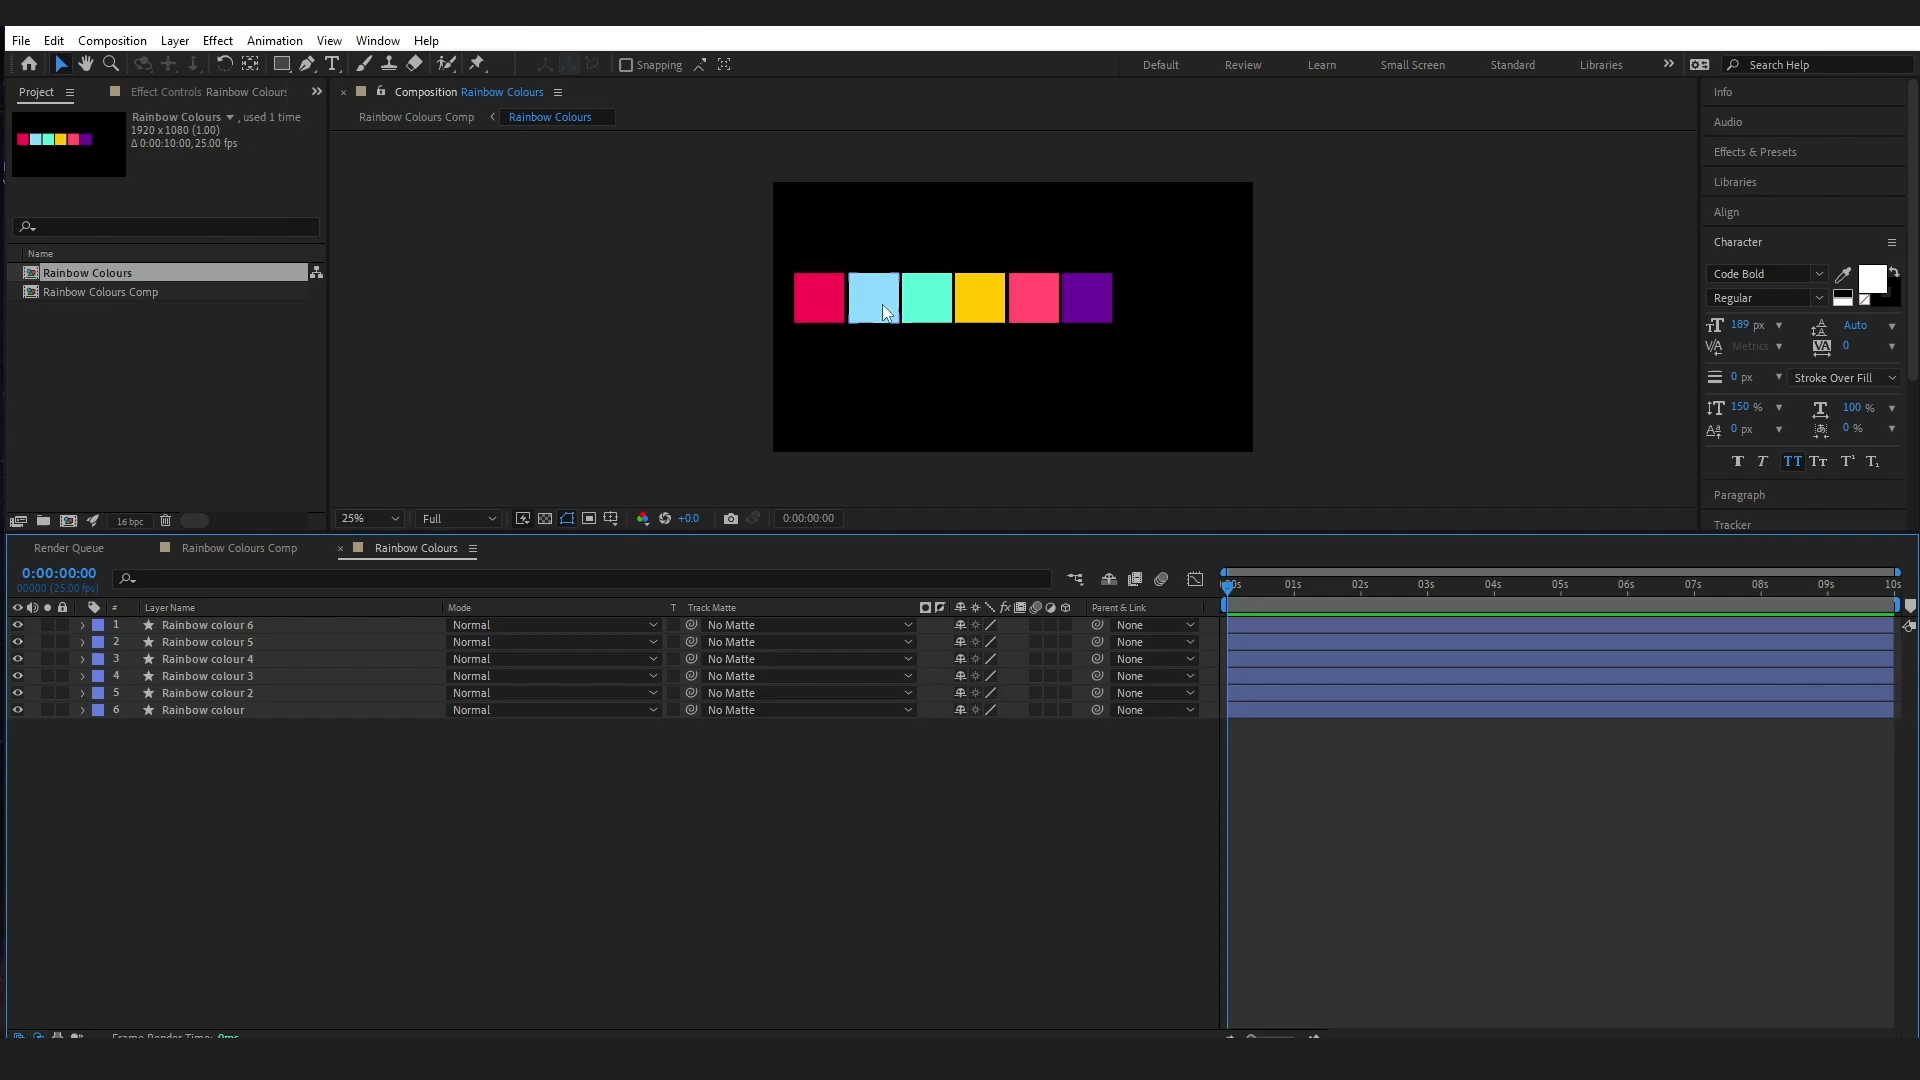 File Edit Composition Layer Effect Animation View Window Help
Snapping Default Review Learn Small Screen Standard Libraries Search Help
Project Effect Controls Rainbow Colours
Rainbow Colours , used 1 time
1920 x 1080 (1.00)
Δ 0:00:10:00, 25.00 fps
Name
Rainbow Colours
Rainbow Colours Comp
16 bpc
Composition Rainbow Colours
Rainbow Colours Comp Rainbow Colours
25% Full +0.0 0:00:00:00
Info
Audio
Effects & Presets
Libraries
Align
Character
Code Bold
Regular
189 px Auto
Metrics 0
0 px Stroke Over Fill
150 % 100 %
0 px 0 %
Paragraph
Tracker
Render Queue Rainbow Colours Comp Rainbow Colours
0:00:00:00
00000 (25.00 fps)
01s 02s 03s 04s 05s 06s 07s 08s 09s 10s
# Layer Name Mode T Track Matte Parent & Link
1 Rainbow colour 6 Normal No Matte None
2 Rainbow colour 5 Normal No Matte None
3 Rainbow colour 4 Normal No Matte None
4 Rainbow colour 3 Normal No Matte None
5 Rainbow colour 2 Normal No Matte None
6 Rainbow colour Normal No Matte None
Frame Render Time: 0ms